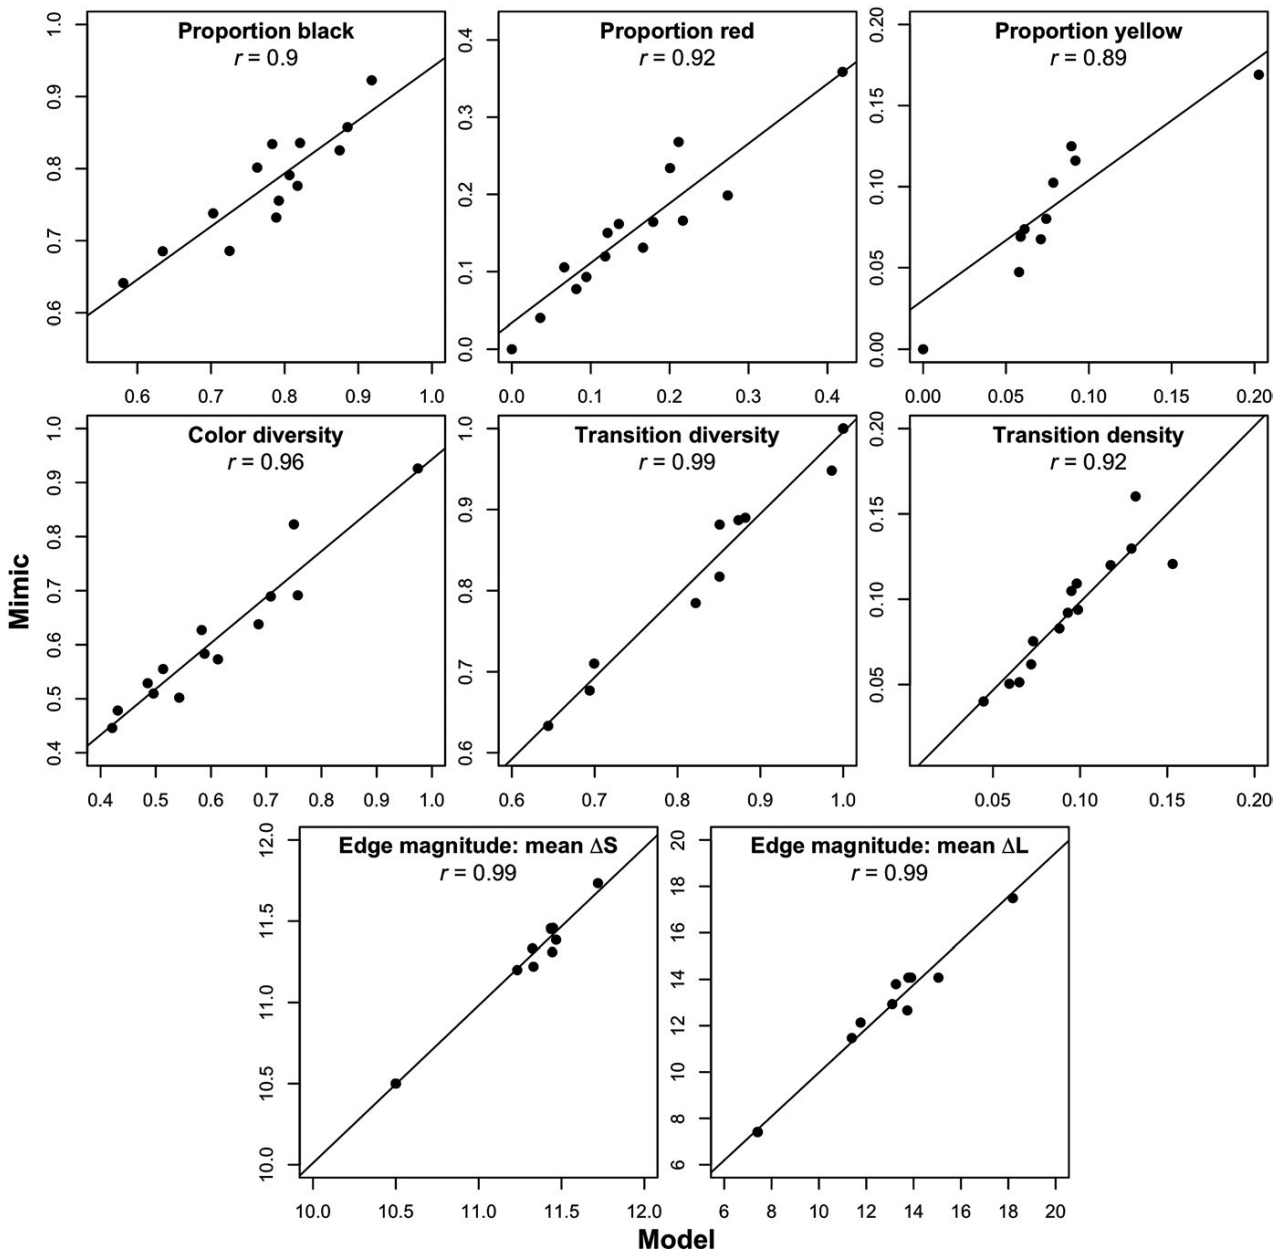 Proportion black
r = 0.9
1.0
0.9
0.8
0.7
0.6
0.6 0.7 0.8 0.9 1.0
Proportion red
r = 0.92
0.4
0.3
0.2
0.1
0.0
0.0 0.1 0.2 0.3 0.4
Proportion yellow
r = 0.89
0.20
0.15
0.10
0.05
0.00
0.00 0.05 0.10 0.15 0.20
Mimic
Color diversity
r = 0.96
1.0
0.9
0.8
0.7
0.6
0.5
0.4
0.4 0.5 0.6 0.7 0.8 0.9 1.0
Transition diversity
r = 0.99
1.0
0.9
0.8
0.7
0.6
0.6 0.7 0.8 0.9 1.0
Transition density
r = 0.92
0.20
0.15
0.10
0.05
0.05 0.10 0.15 0.20
Edge magnitude: mean ΔS
r = 0.99
12.0
11.5
11.0
10.5
10.0
10.0 10.5 11.0 11.5 12.0
Edge magnitude: mean ΔL
r = 0.99
20
18
16
14
12
10
8
6
6 8 10 12 14 16 18 20
Model